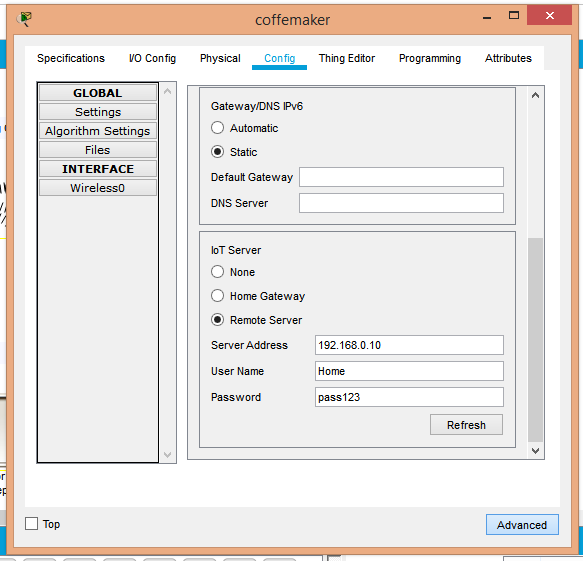 coffemaker
Specifications I/O Config Physical Config Thing Editor Programming Attributes
GLOBAL
Settings
Algorithm Settings
Files
INTERFACE
Wireless0
Gateway/DNS IPv6
Automatic
Static
Default Gateway
DNS Server
IoT Server
None
Home Gateway
Remote Server
Server Address 192.168.0.10
User Name Home
Password pass123
Refresh
Top
Advanced